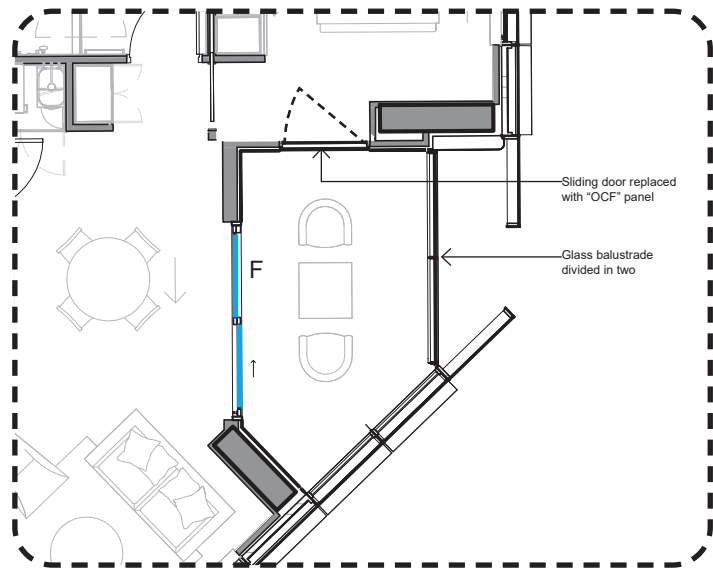 Sliding door replaced
with “OCF” panel
F
Glass balustrade
divided in two